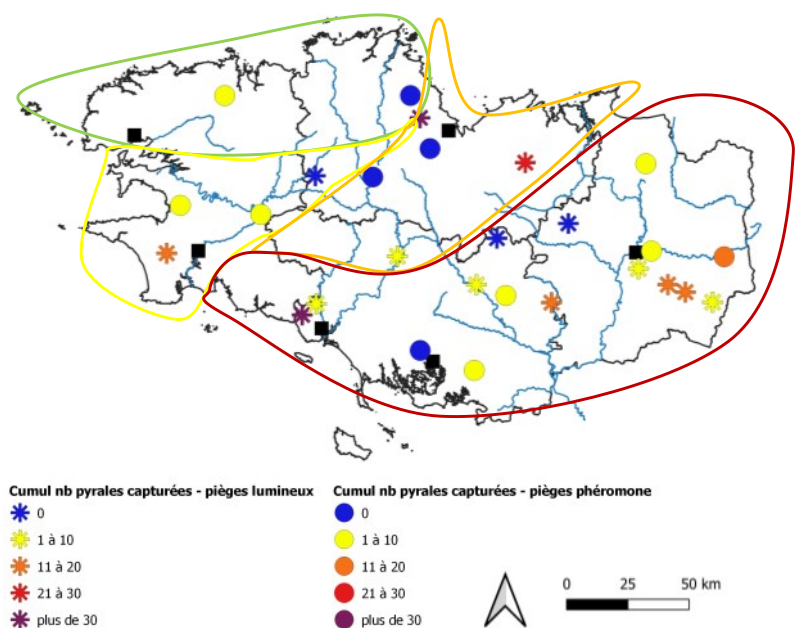 Cumul nb pyrales capturées - pièges lumineux
0
1 à 10
11 à 20
21 à 30
plus de 30
Cumul nb pyrales capturées - pièges phéromone
0
1 à 10
11 à 20
21 à 30
plus de 30
0 25 50 km